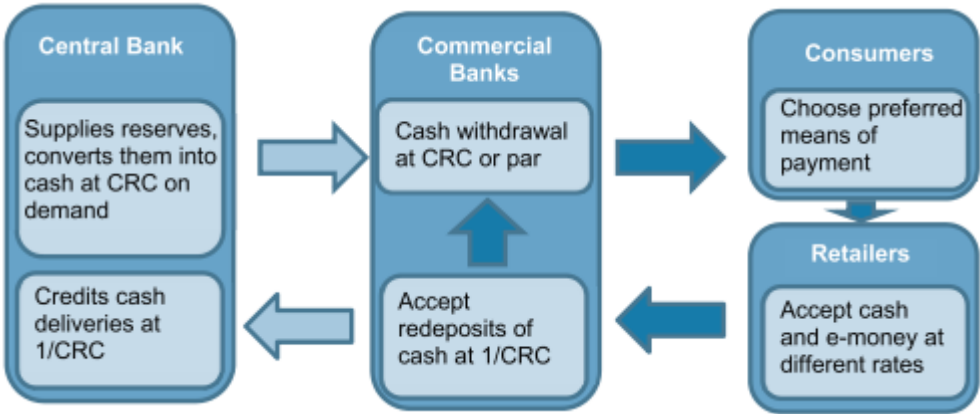 Central Bank
Supplies reserves,
converts them into
cash at CRC on
demand
Credits cash
deliveries at
1/CRC
Commercial
Banks
Cash withdrawal
at CRC or par
Accept
redeposits of
cash at 1/CRC
Consumers
Choose preferred
means of
payment
Retailers
Accept cash
and e-money at
different rates